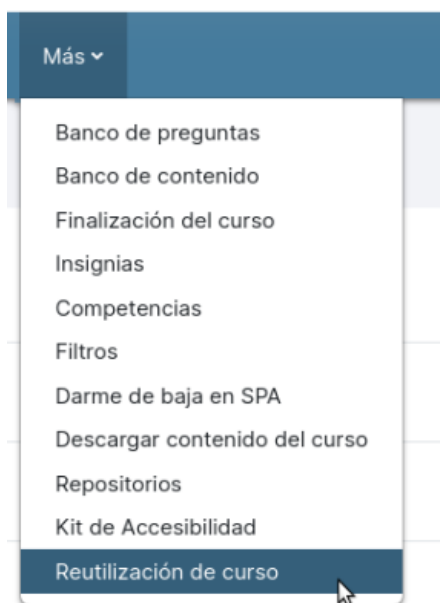 Más
Banco de preguntas
Banco de contenido
Finalización del curso
Insignias
Competencias
Filtros
Darme de baja en SPA
Descargar contenido del curso
Repositorios
Kit de Accesibilidad
Reutilización de curso